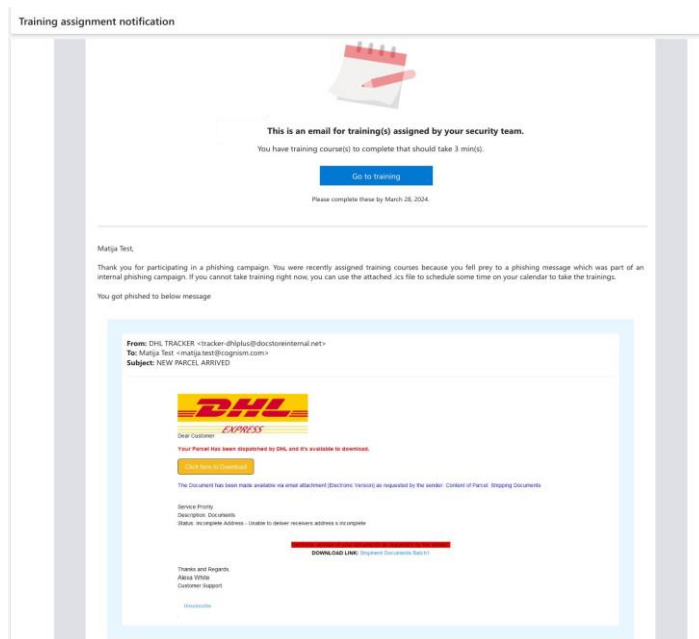 Training assignment notification
This is an email for training(s) assigned by your security team.
You have training course(s) to complete that should take 3 min(s).
Go to training
Please complete these by March 28, 2024.
Matija Test,
Thank you for participating in a phishing campaign. You were recently assigned training courses because you fell prey to a phishing message which was part of an
internal phishing campaign. If you cannot take training right now, you can use the attached .ics file to schedule some time on your calendar to take the trainings.
You got phished to below message
From: DHL TRACKER <tracker-dhlplus@docstoreinternal.net>
To: Matija Test <matija.test@cognism.com>
Subject: NEW PARCEL ARRIVED
DHL
EXPRESS
Dear Customer
Your Parcel Has been dispatched by DHL and it's available to download.
Click here to Download
The Document has been made available via email attachment [Electronic Version] as requested by the sender: Content of Parcel: Shipping Documents
Service Priority
Description: Documents
Status: Incomplete Address - Unable to deliver receivers address s incomplete
DOWNLOAD LINK: Shipment Documents Batch1
Thanks and Regards
Alexa White
Customer Support
Unsubscribe